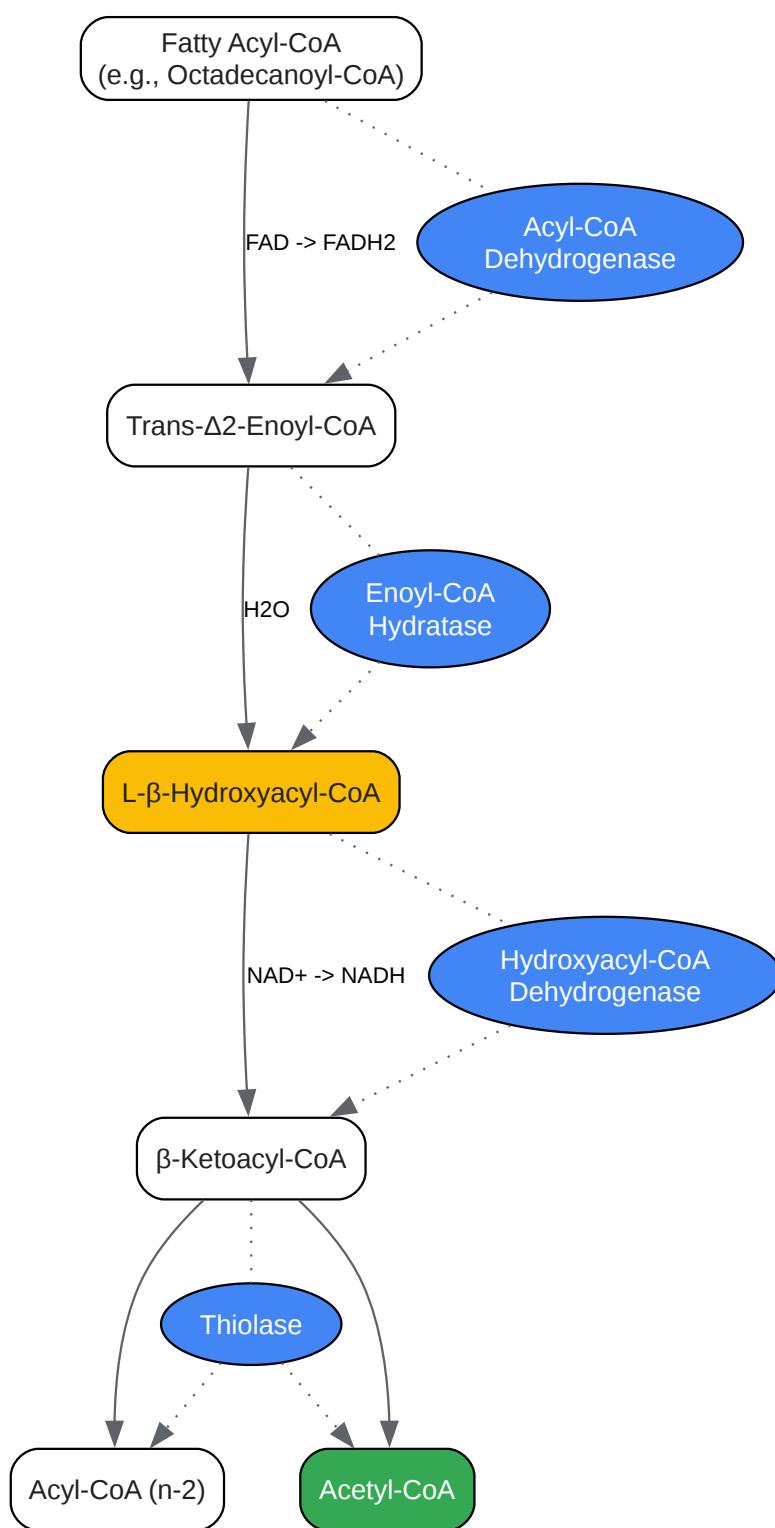 Fatty Acyl-CoA
(e.g., Octadecanoyl-CoA)
FAD -> FADH2
Acyl-CoA
Dehydrogenase
Trans-Δ2-Enoyl-CoA
H2O
Enoyl-CoA
Hydratase
L-β-Hydroxyacyl-CoA
NAD+ -> NADH
Hydroxyacyl-CoA
Dehydrogenase
β-Ketoacyl-CoA
Thiolase
Acyl-CoA (n-2)
Acetyl-CoA